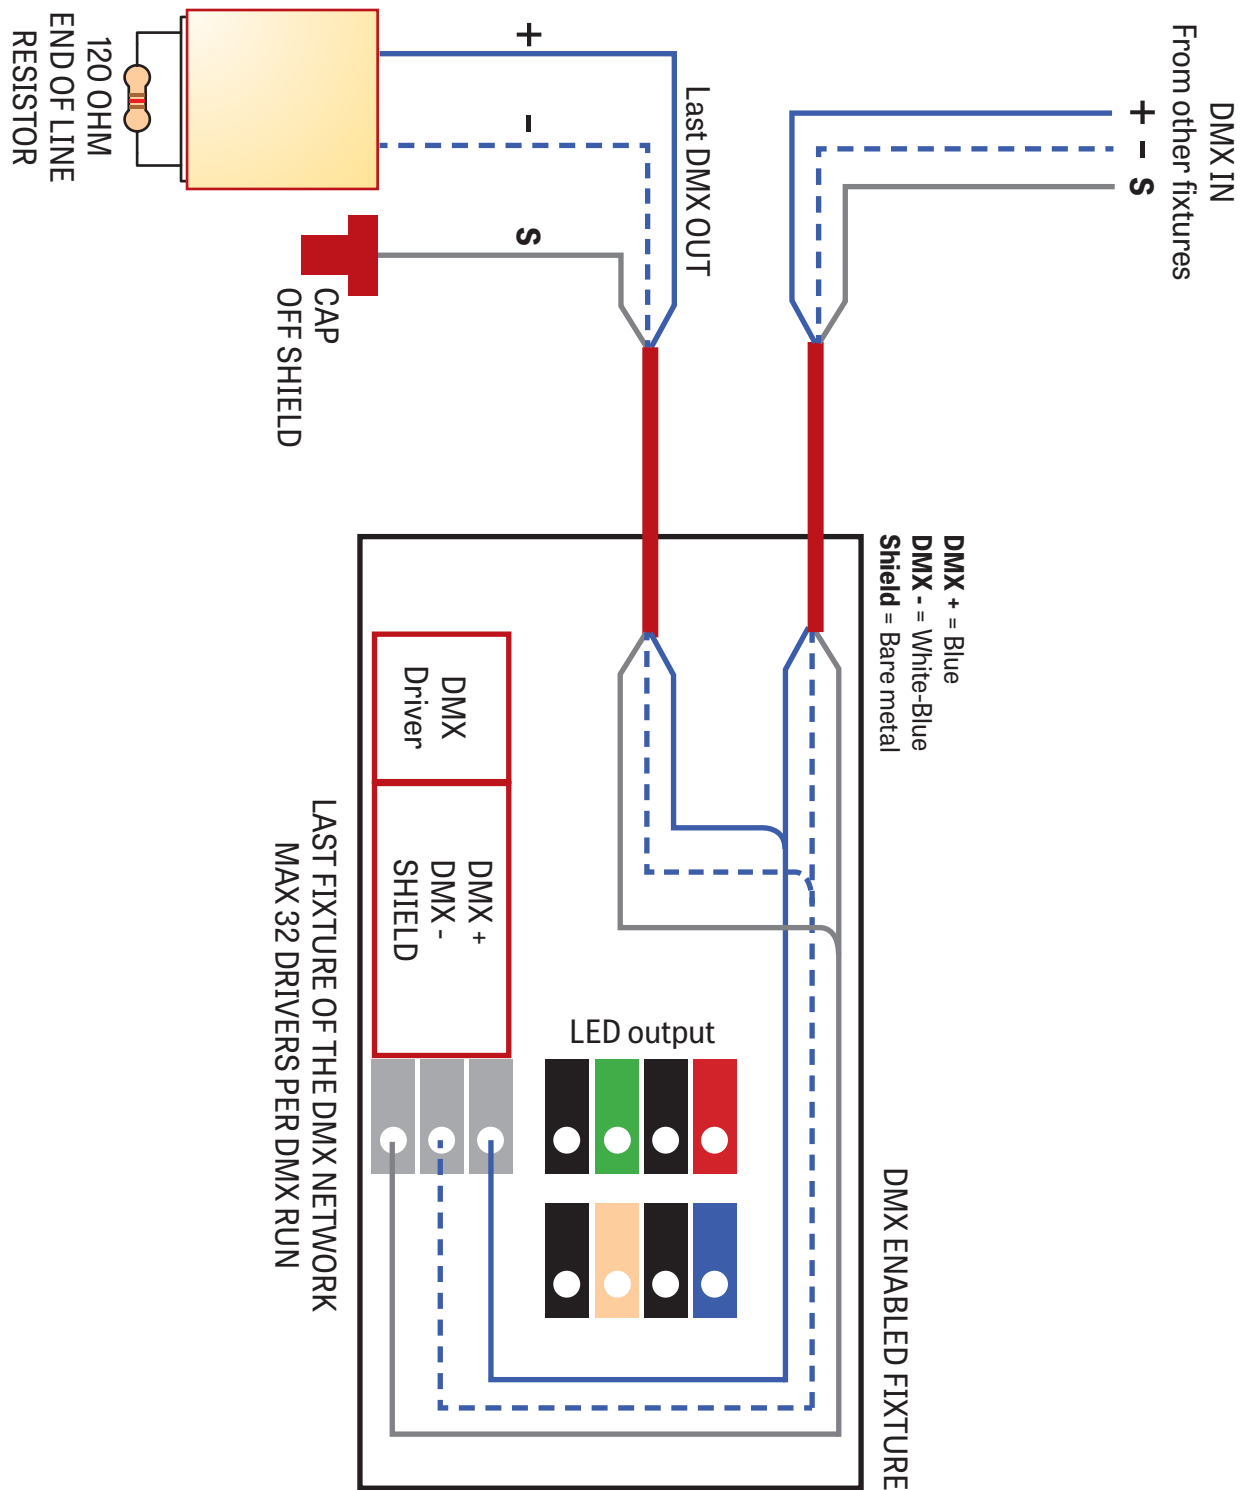 DMX IN
From other fixtures
+
-
S
Last DMX OUT
+
-
S
120 OHM
END OF LINE
RESISTOR
CAP
OFF SHIELD
DMX + = Blue
DMX - = White-Blue
Shield = Bare metal
DMX
Driver
DMX +
DMX -
SHIELD
LED output
DMX ENABLED FIXTURE
LAST FIXTURE OF THE DMX NETWORK
MAX 32 DRIVERS PER DMX RUN